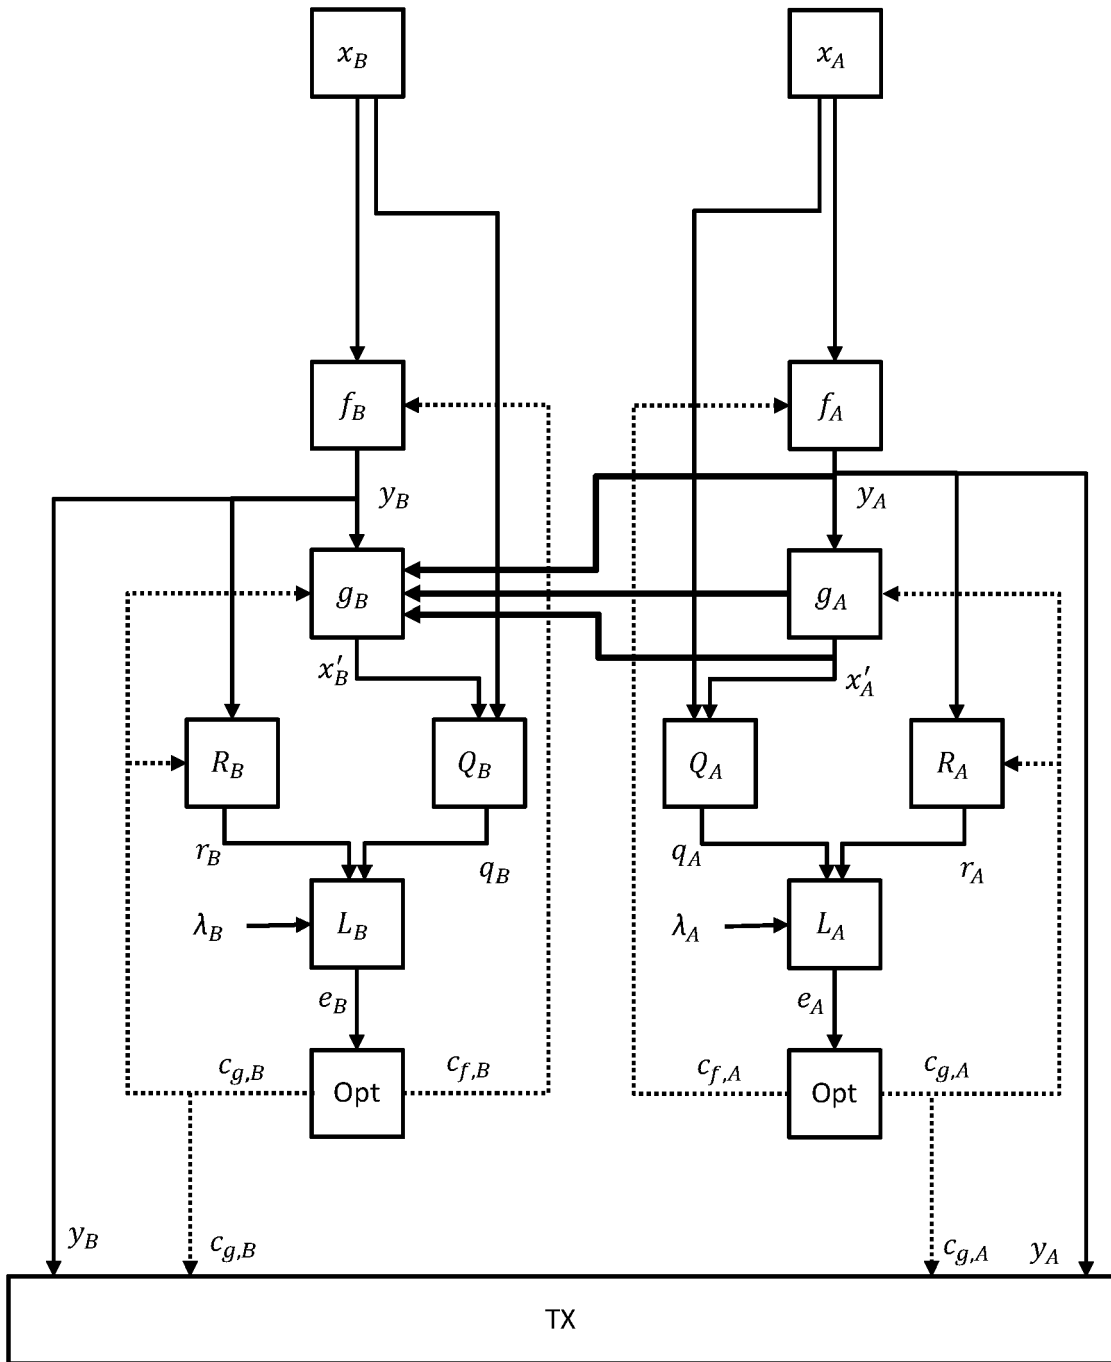 x_B x_A
f_B f_A
y_B y_A
g_B g_A
x'_B x'_A
R_B Q_B Q_A R_A
r_B q_B q_A r_A
λ_B L_B λ_A L_A
e_B e_A
c_{g,B} Opt c_{f,B} c_{f,A} Opt c_{g,A}
y_B c_{g,B} c_{g,A} y_A
TX